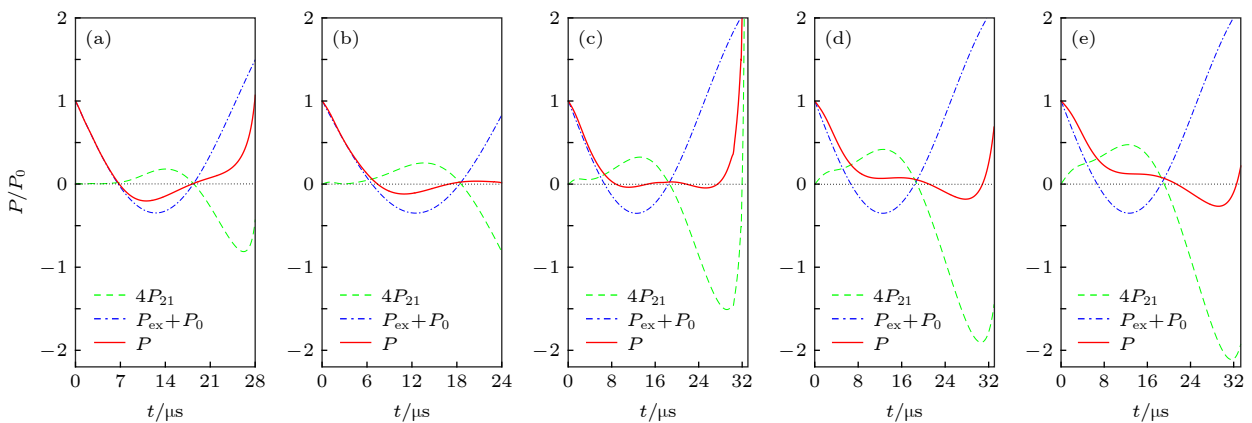 (a) (b) (c) (d) (e)
2 2 2 2 2
1 1 1 1 1
P/P₀
0 0 0 0 0
−1 −1 −1 −1 −1
4P₂₁ 4P₂₁ 4P₂₁ 4P₂₁ 4P₂₁
Pₑₓ+P₀ Pₑₓ+P₀ Pₑₓ+P₀ Pₑₓ+P₀ Pₑₓ+P₀
P P P P P
−2 −2 −2 −2 −2
0 7 14 21 28 0 6 12 18 24 0 8 16 24 32 0 8 16 24 32 0 8 16 24 32
t/μs t/μs t/μs t/μs t/μs